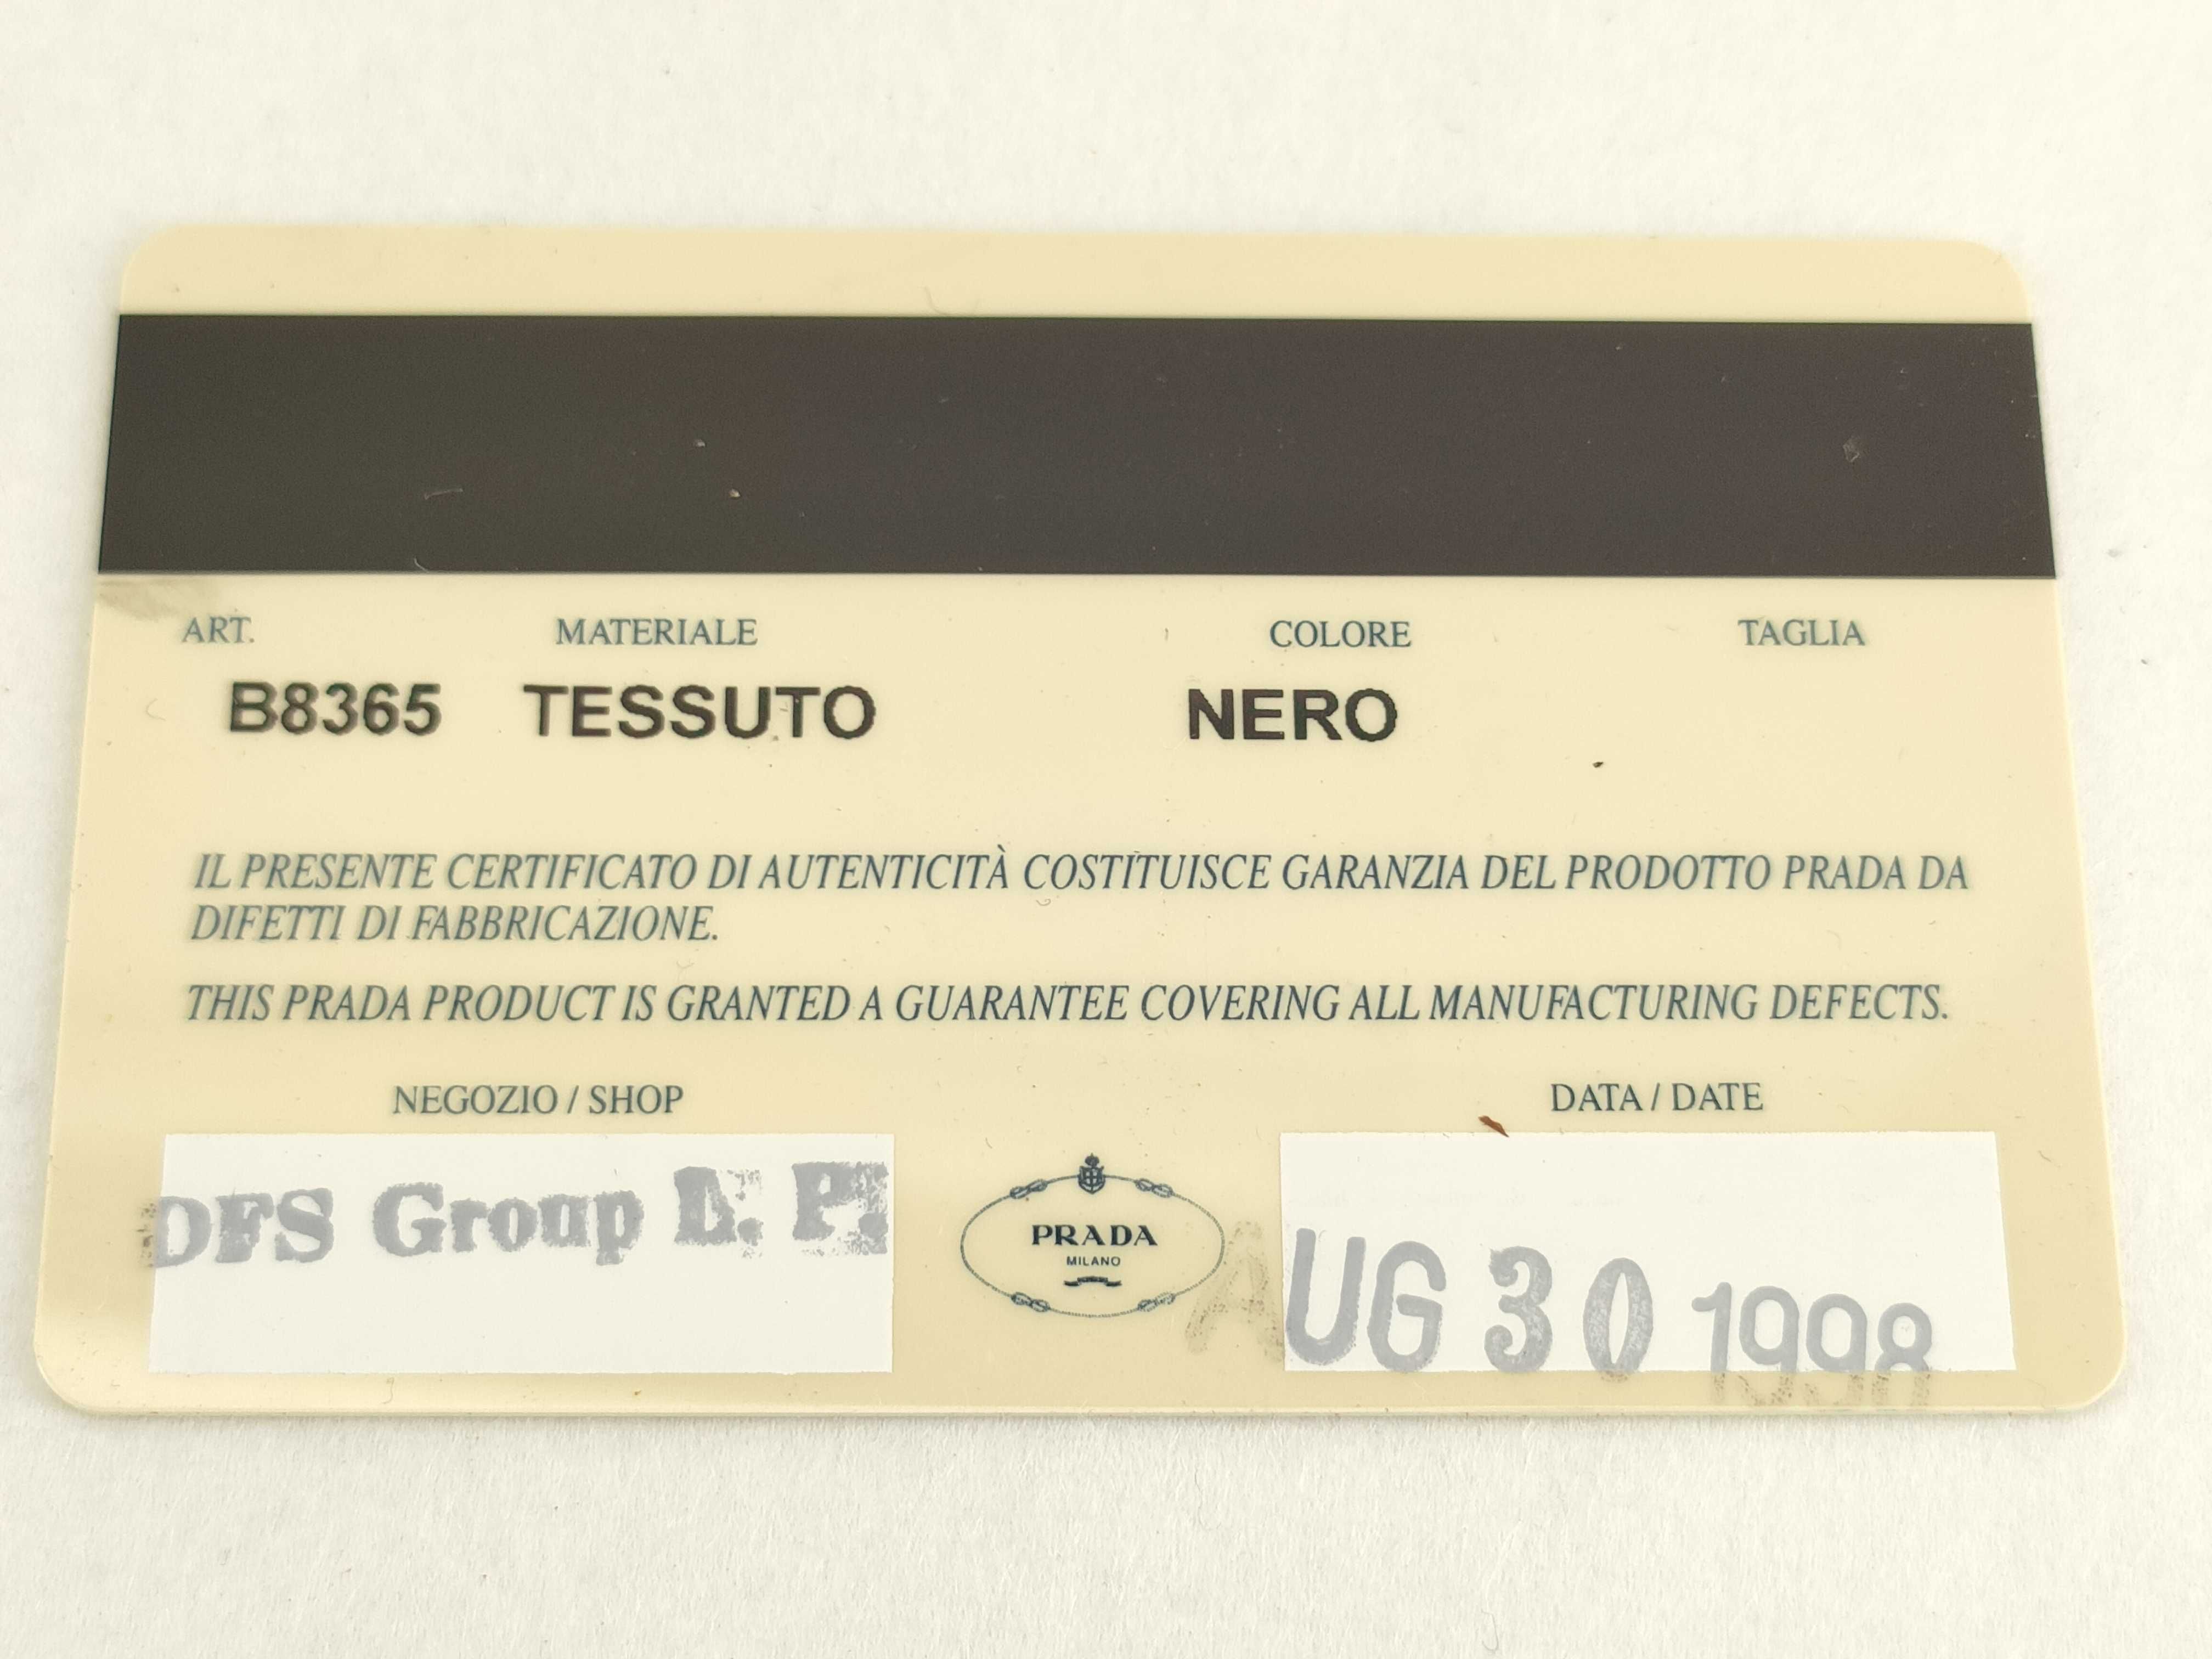 ART. MATERIALE COLORE TAGLIA
B8365 TESSUTO NERO
IL PRESENTE CERTIFICATO DI AUTENTICITÀ COSTITUISCE GARANZIA DEL PRODOTTO PRADA DA
DIFETTI DI FABBRICAZIONE.
THIS PRADA PRODUCT IS GRANTED A GUARANTEE COVERING ALL MANUFACTURING DEFECTS.
NEGOZIO / SHOP
DATA / DATE
DFS Group L. P.
PRADA
MILANO
AUG 30 1998